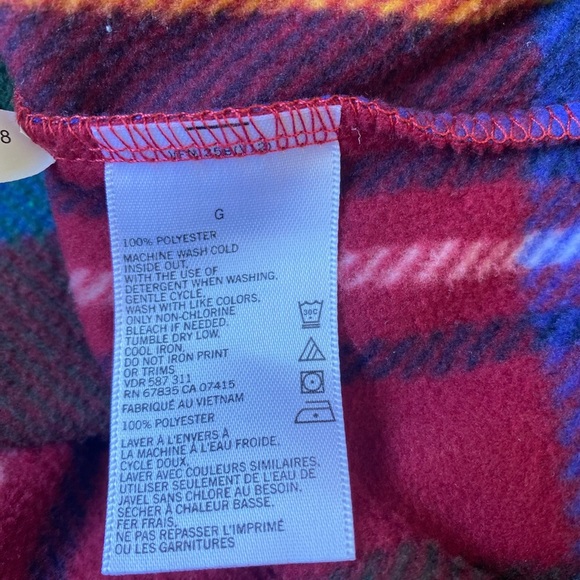 8
G
100% POLYESTER
MACHINE WASH COLD
INSIDE OUT,
WITH THE USE OF
DETERGENT WHEN WASHING.
GENTLE CYCLE.
WASH WITH LIKE COLORS.
ONLY NON-CHLORINE
BLEACH IF NEEDED.
TUMBLE DRY LOW.
COOL IRON.
DO NOT IRON PRINT
OR TRIMS
VDR 587 311
RN 67835 CA 07415
FABRIQUÉ AU VIETNAM
100% POLYESTER
LAVER À L'ENVERS À
LA MACHINE À L'EAU FROIDE.
CYCLE DOUX.
LAVER AVEC COULEURS SIMILAIRES.
UTILISER SEULEMENT DE L'EAU DE
JAVEL SANS CHLORE AU BESOIN.
SÉCHER À CHALEUR BASSE.
FER FRAIS.
NE PAS REPASSER L'IMPRIMÉ
OU LES GARNITURES
30C